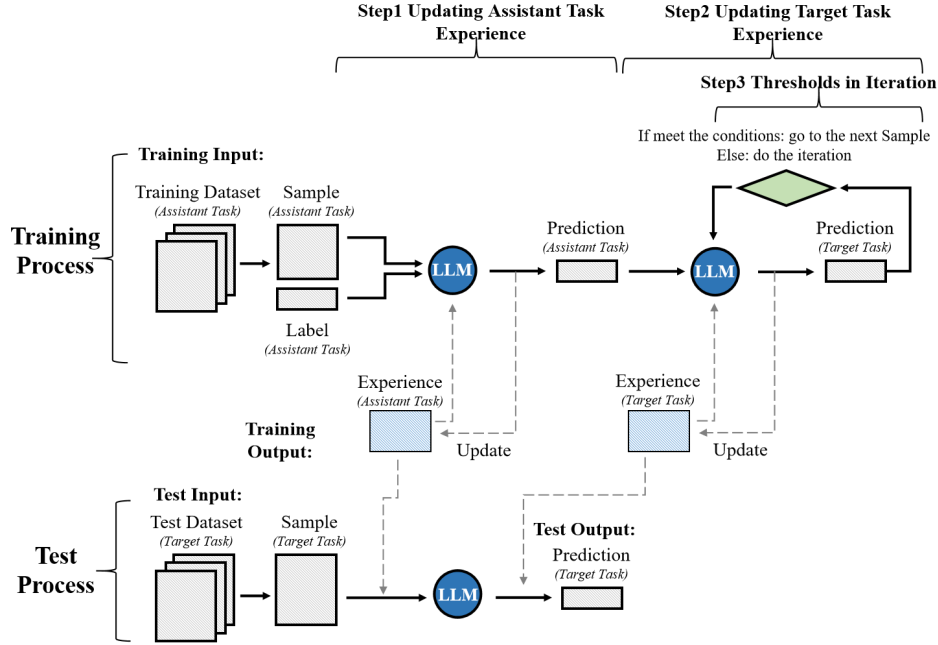 Step1 Updating Assistant Task
Experience
Step2 Updating Target Task
Experience
Step3 Thresholds in Iteration
If meet the conditions: go to the next Sample
Else: do the iteration
Training Input:
Training Dataset
(Assistant Task)
Sample
(Assistant Task)
Prediction
(Assistant Task)
Prediction
(Target Task)
Training
Process
LLM
LLM
Label
(Assistant Task)
Experience
(Assistant Task)
Experience
(Target Task)
Training
Output:
Update
Update
Test Input:
Test Dataset
(Target Task)
Sample
(Target Task)
Test Output:
Prediction
(Target Task)
Test
Process
LLM